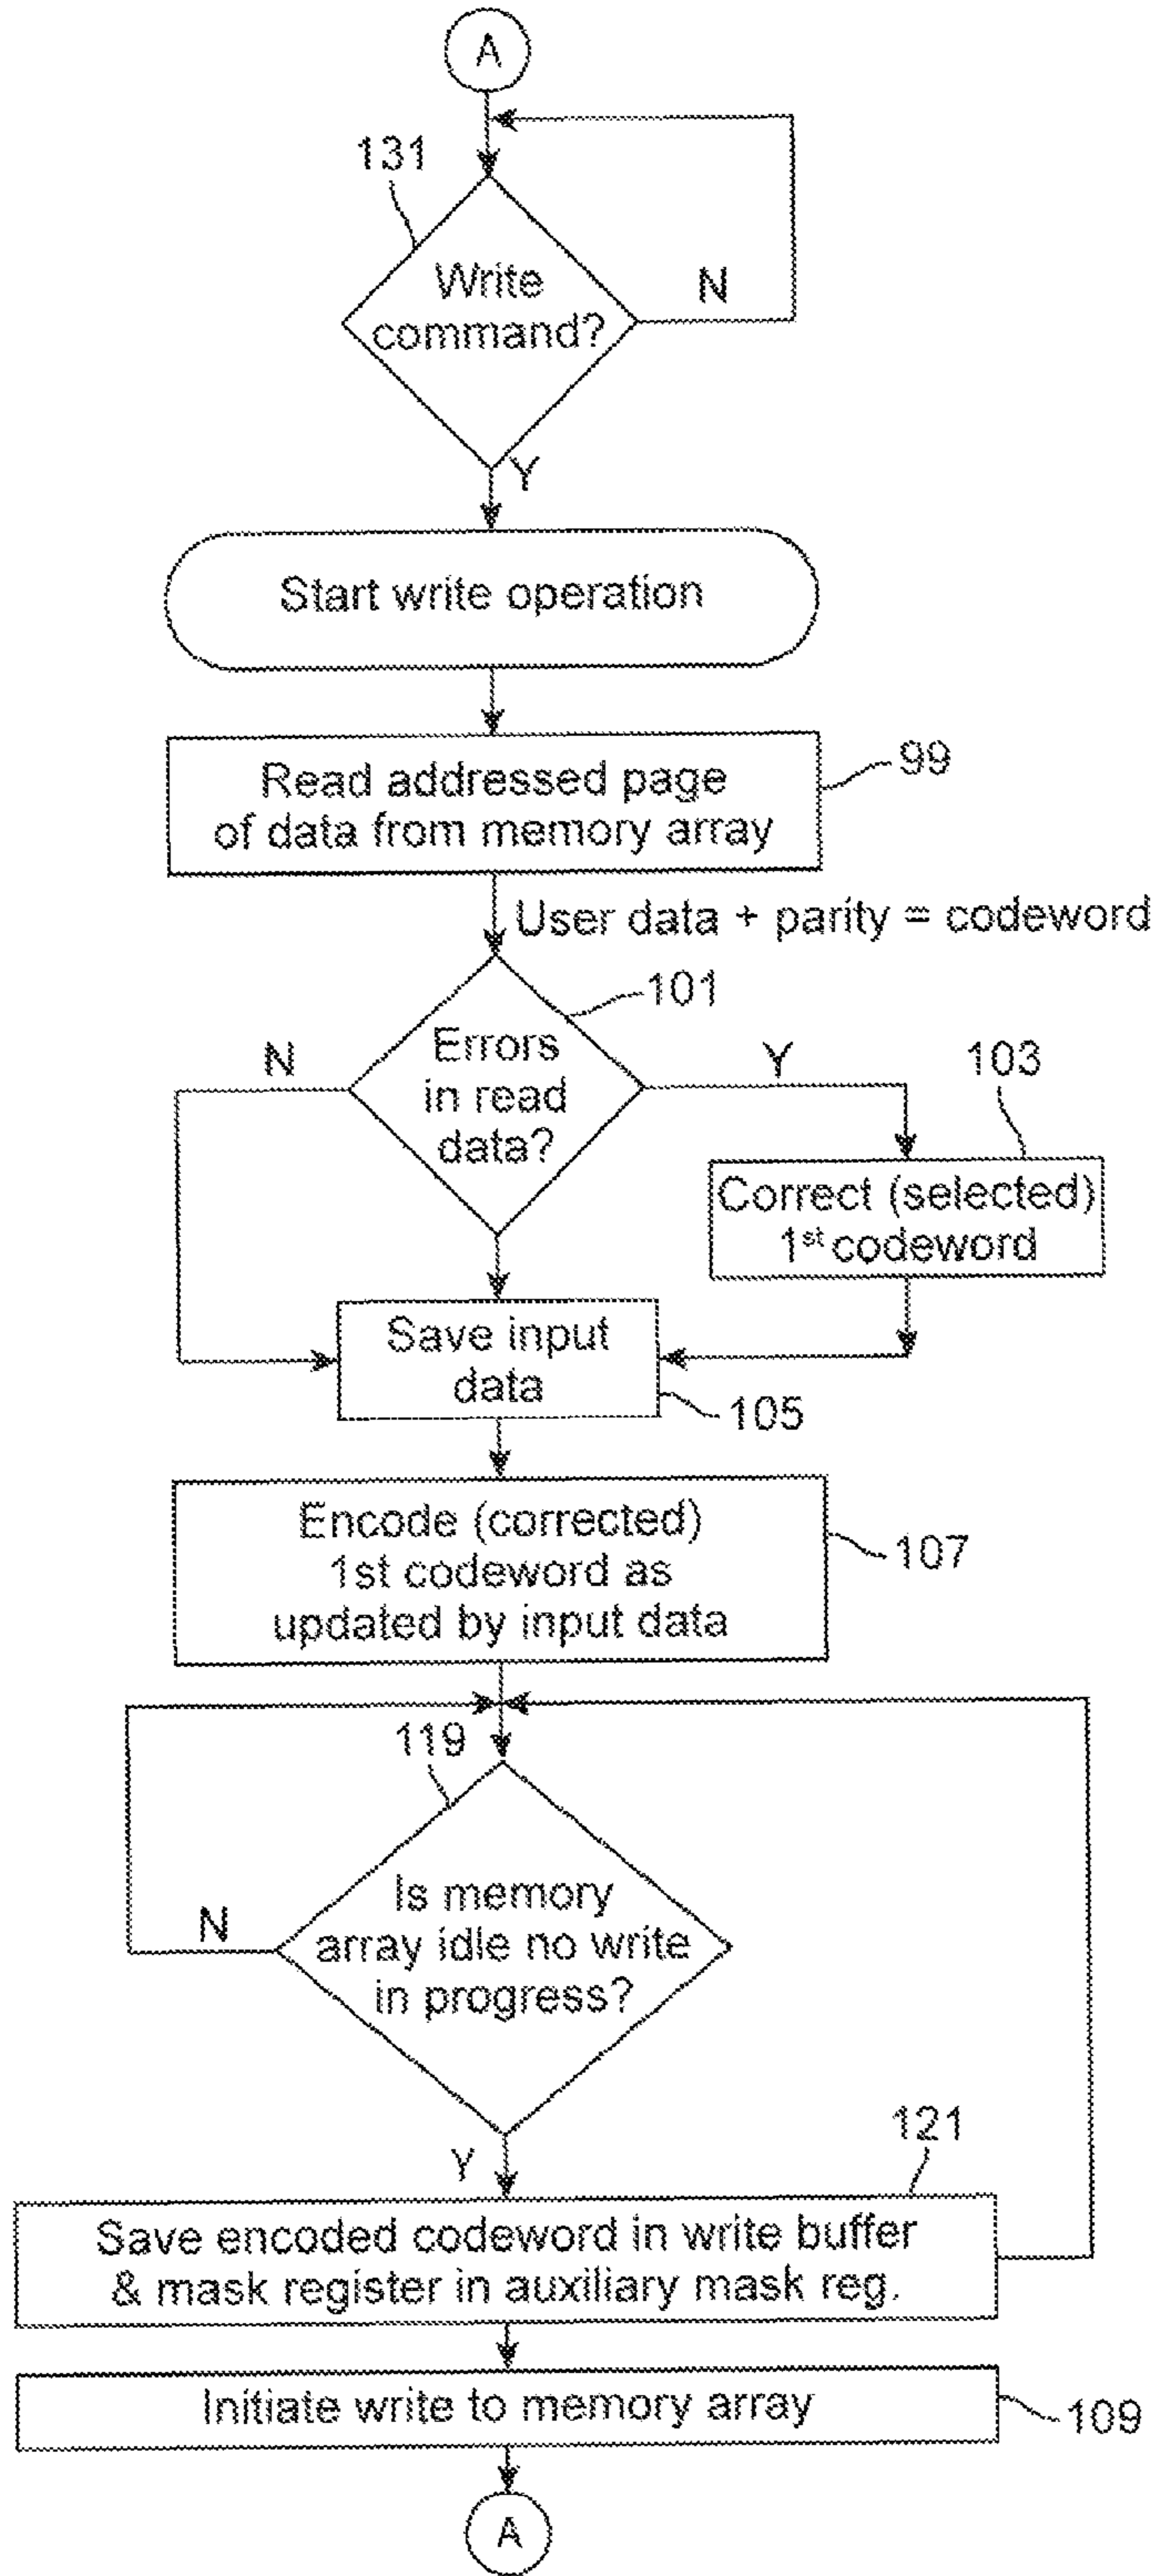 A
131
Write
command?
N
Y
Start write operation
Read addressed page
of data from memory array
99
User data + parity = codeword
101
N
Errors
in read
data?
Y
103
Correct (selected)
1st codeword
Save input
data
105
Encode (corrected)
1st codeword as
updated by input data
107
119
Is memory
array idle no write
in progress?
N
Y
121
Save encoded codeword in write buffer
& mask register in auxiliary mask reg.
Initiate write to memory array
109
A